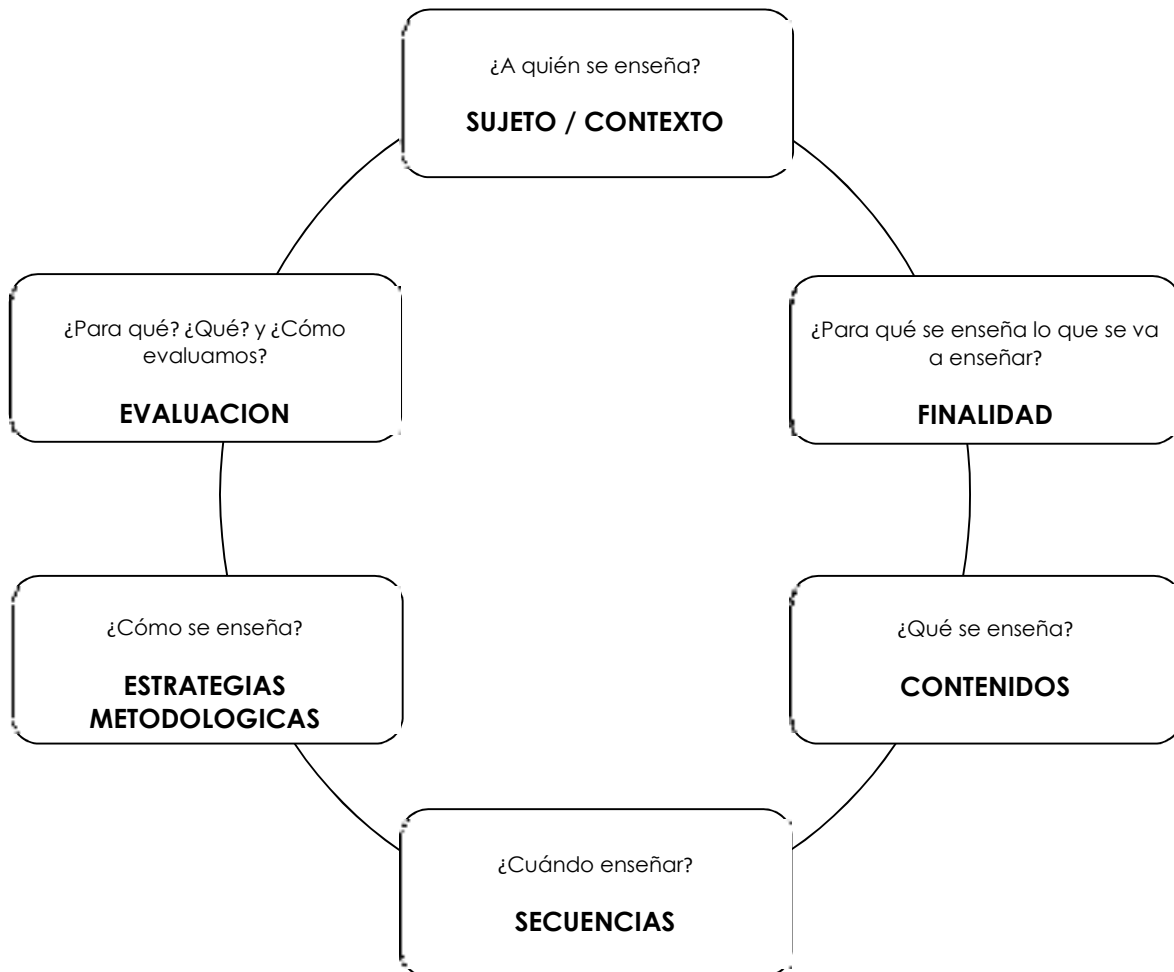 ¿A quién se enseña?
SUJETO / CONTEXTO
¿Para qué se enseña lo que se va
a enseñar?
FINALIDAD
¿Qué se enseña?
CONTENIDOS
¿Cuándo enseñar?
SECUENCIAS
¿Cómo se enseña?
ESTRATEGIAS
METODOLOGICAS
¿Para qué? ¿Qué? y ¿Cómo
evaluamos?
EVALUACION